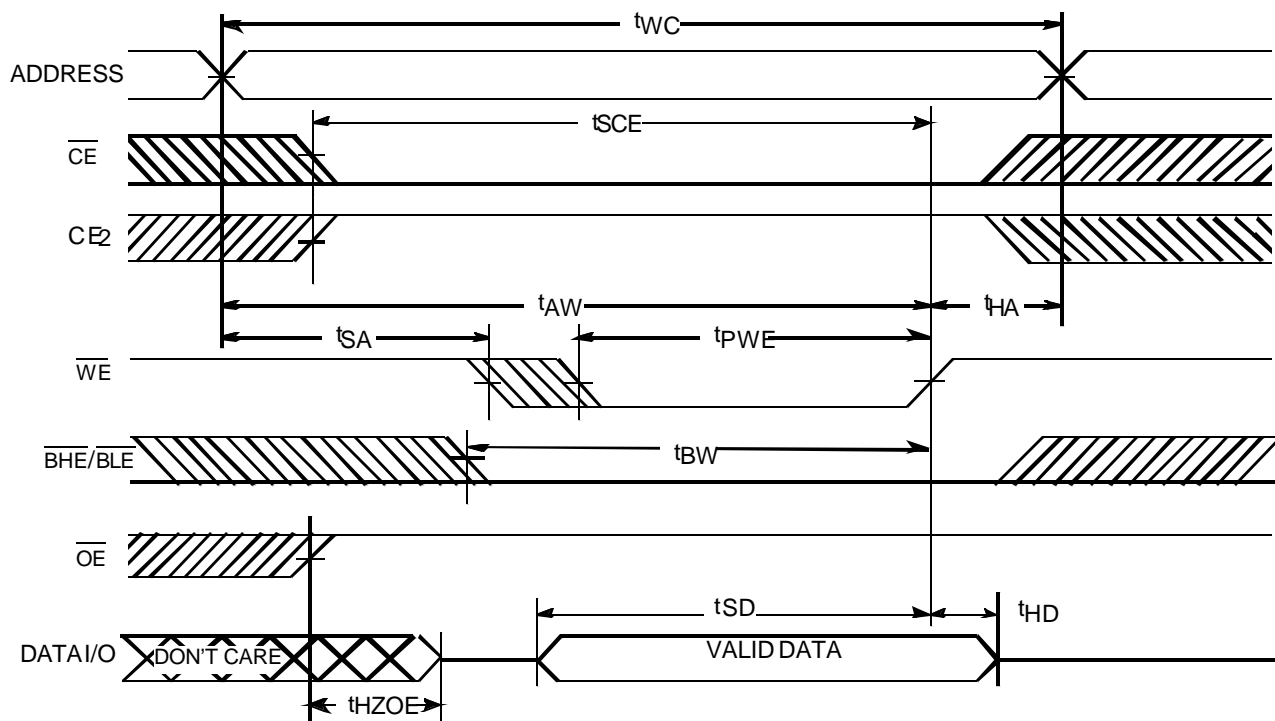 tWC
ADDRESS
tSCE
CE
CE2
tAW
tHA
tSA
tPWE
WE
BHE/BLE
tBW
OE
tSD
tHD
DATA I/O
DON'T CARE
VALID DATA
tHZOE